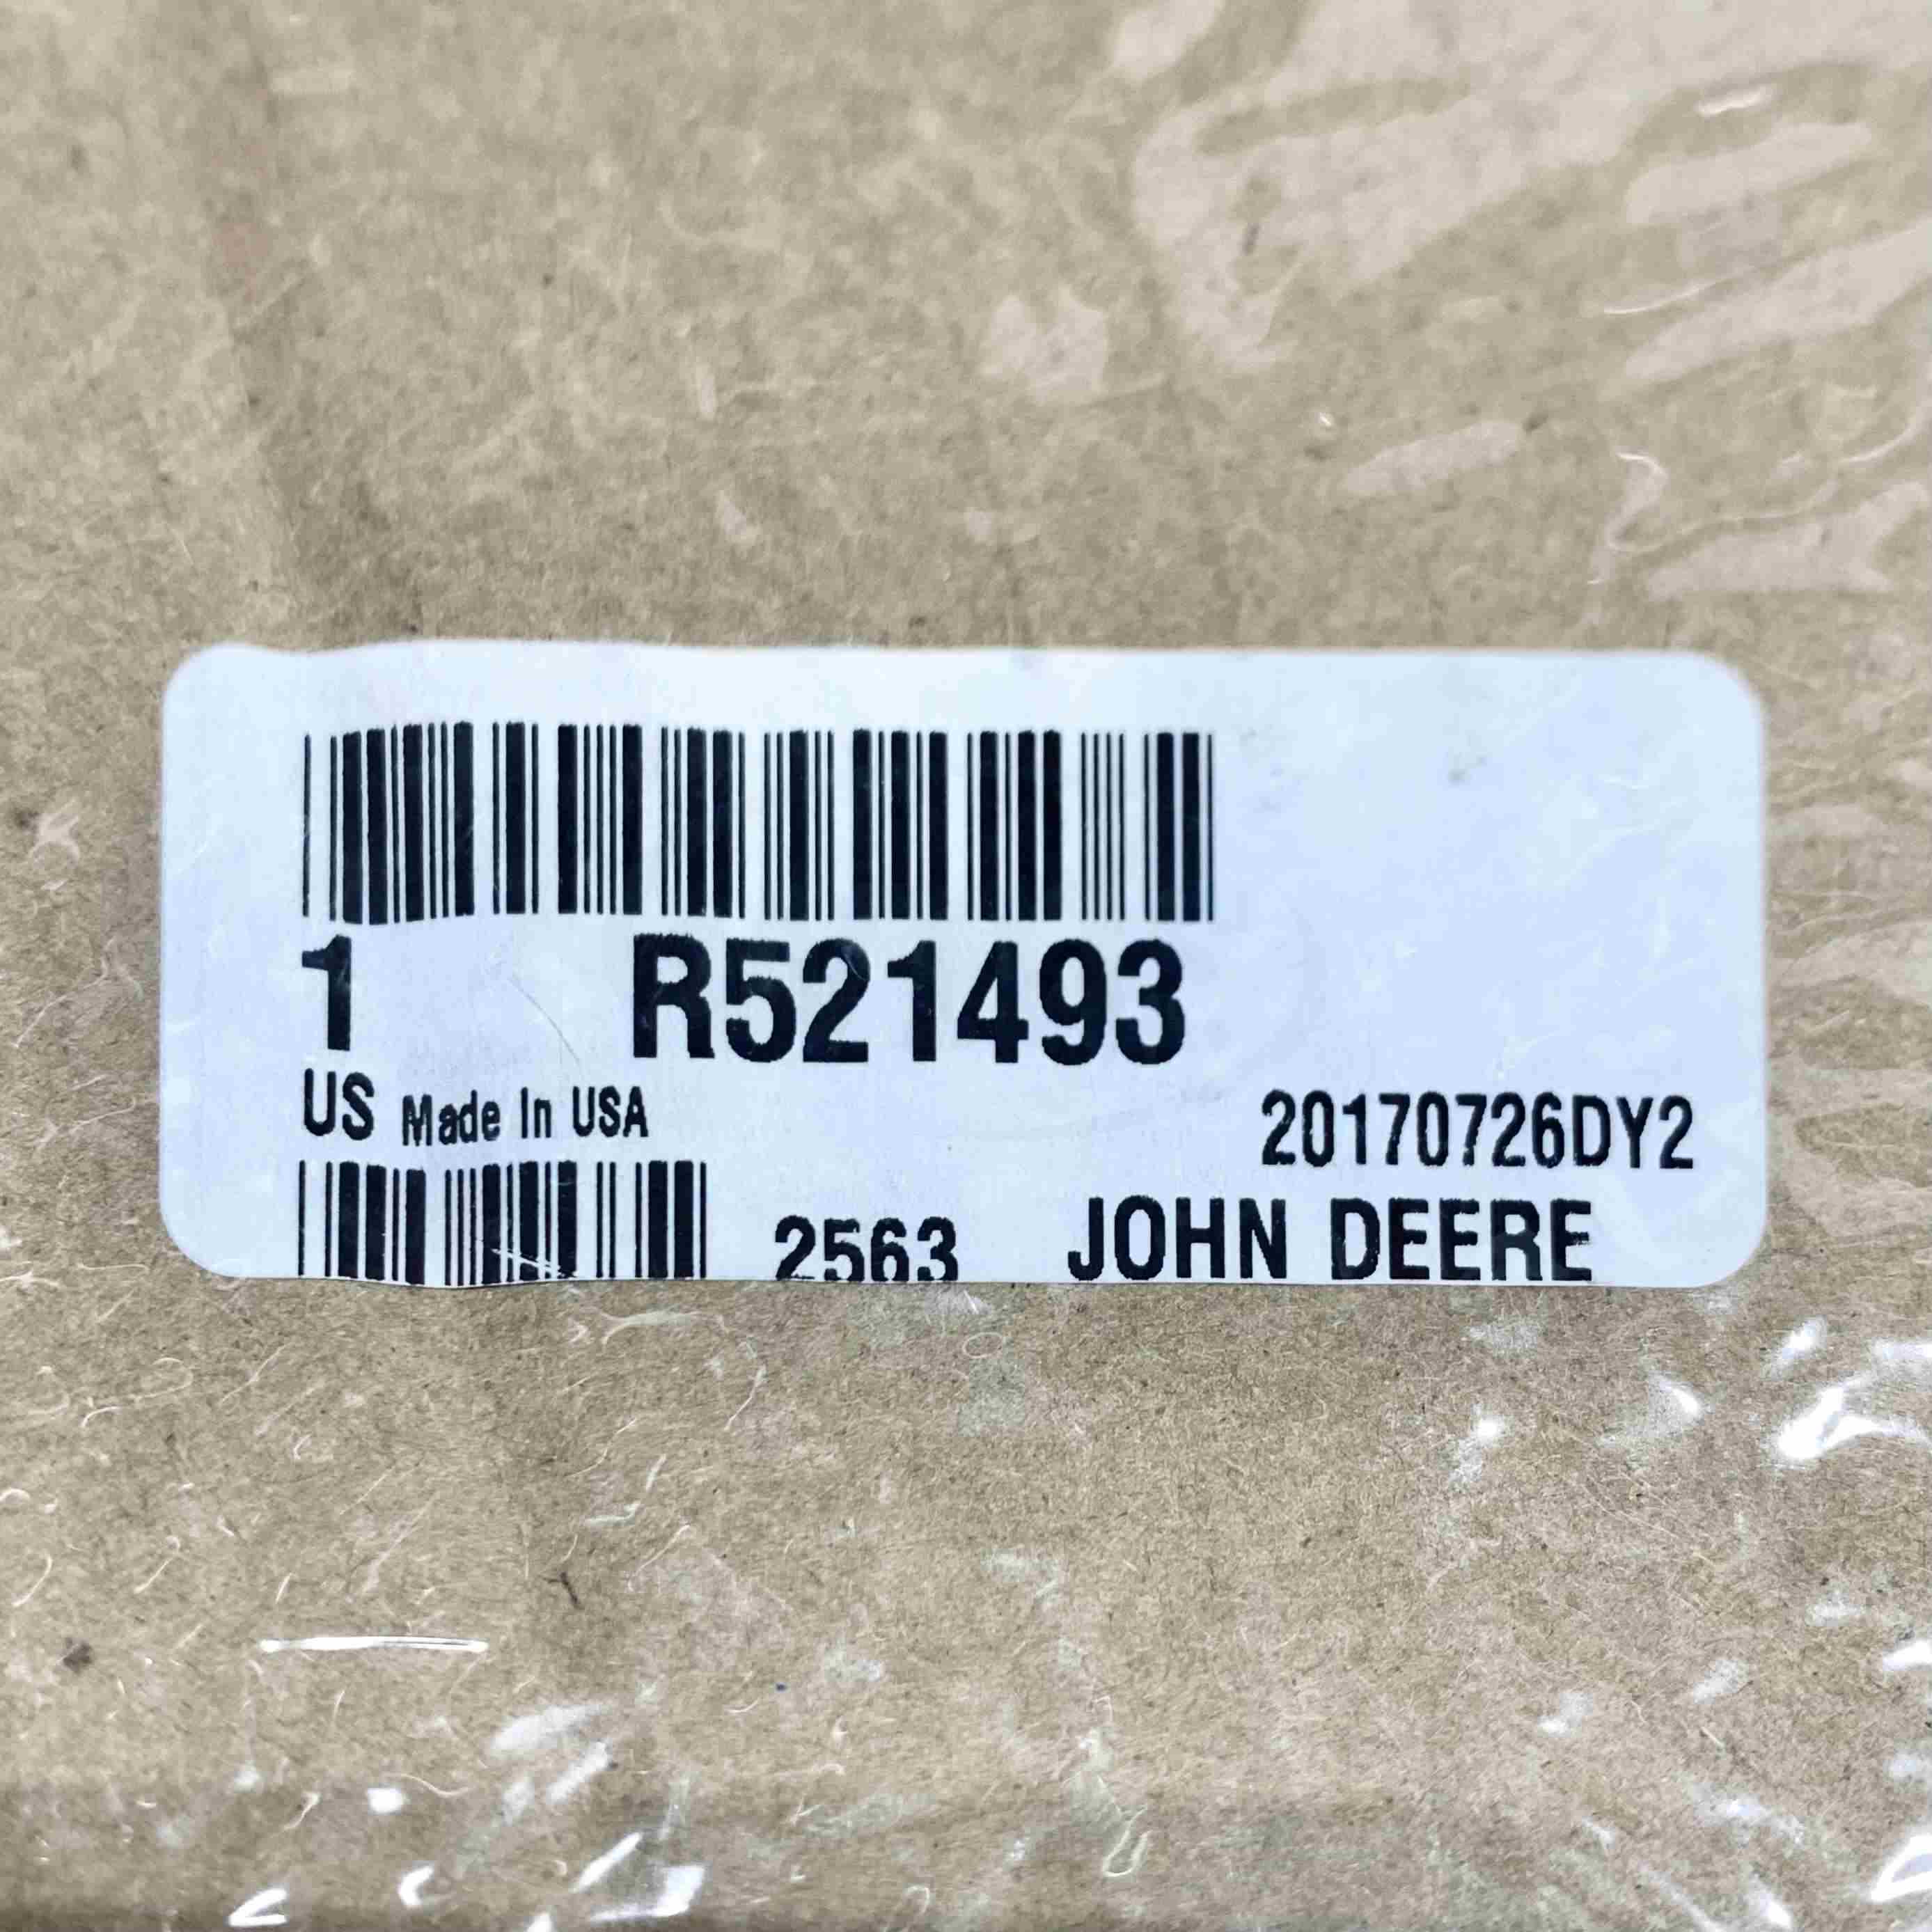 1 R521493
US Made In USA
20170726DY2
2563 JOHN DEERE